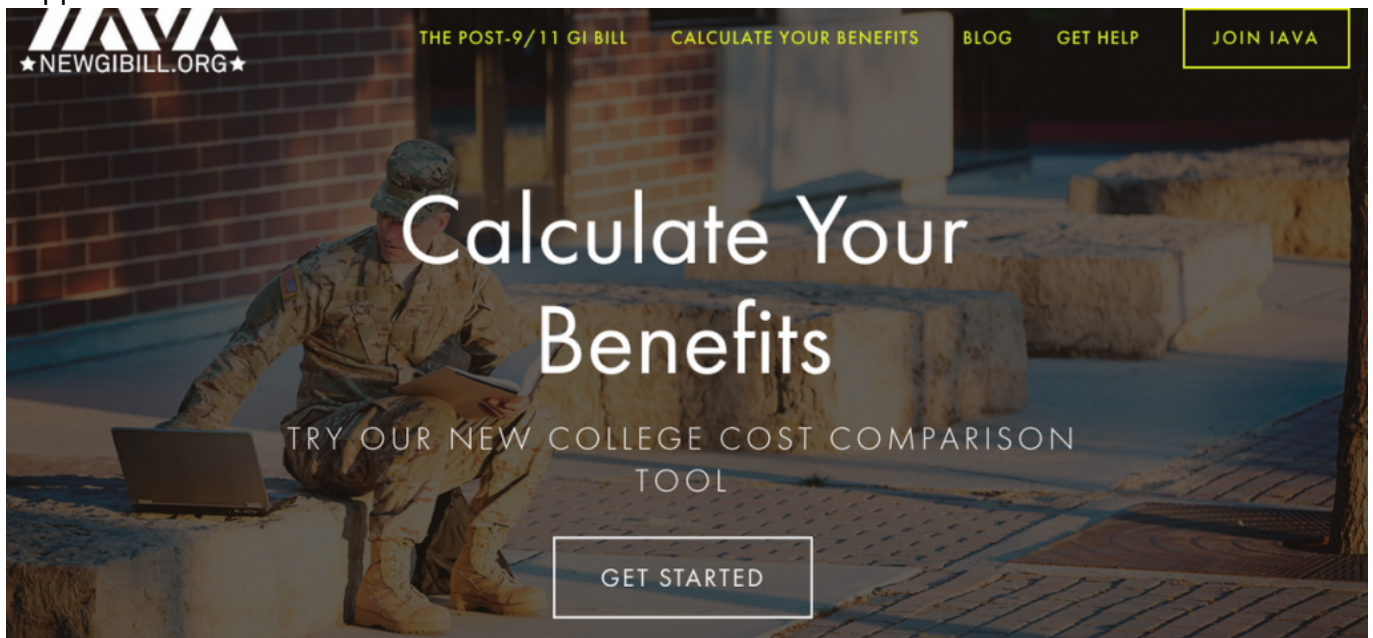 IAVA
★NEWGIBILL.ORG★
THE POST-9/11 GI BILL CALCULATE YOUR BENEFITS BLOG GET HELP JOIN IAVA
Calculate Your
Benefits
TRY OUR NEW COLLEGE COST COMPARISON
TOOL
GET STARTED